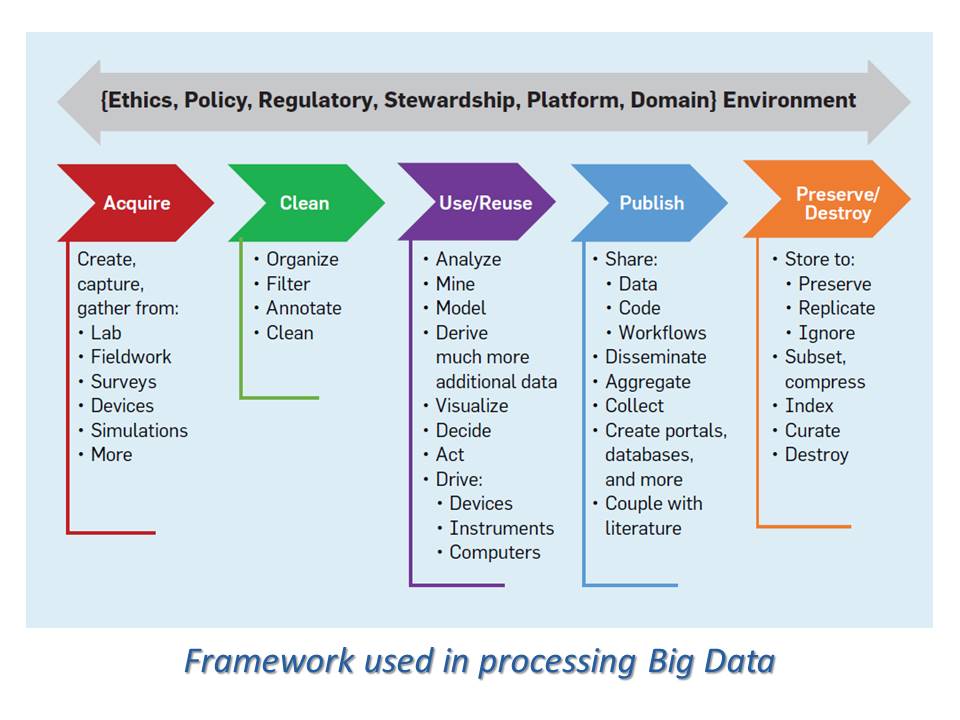 {Ethics, Policy, Regulatory, Stewardship, Platform, Domain} Environment
Acquire
Create,
capture,
gather from:
• Lab
• Fieldwork
• Surveys
• Devices
• Simulations
• More
Clean
• Organize
• Filter
• Annotate
• Clean
Use/Reuse
• Analyze
• Mine
• Model
• Derive
much more
additional data
• Visualize
• Decide
• Act
• Drive:
• Devices
• Instruments
• Computers
Publish
• Share:
• Data
• Code
• Workflows
• Disseminate
• Aggregate
• Collect
• Create portals,
databases,
and more
• Couple with
literature
Preserve/
Destroy
• Store to:
• Preserve
• Replicate
• Ignore
• Subset,
compress
• Index
• Curate
• Destroy
Framework used in processing Big Data